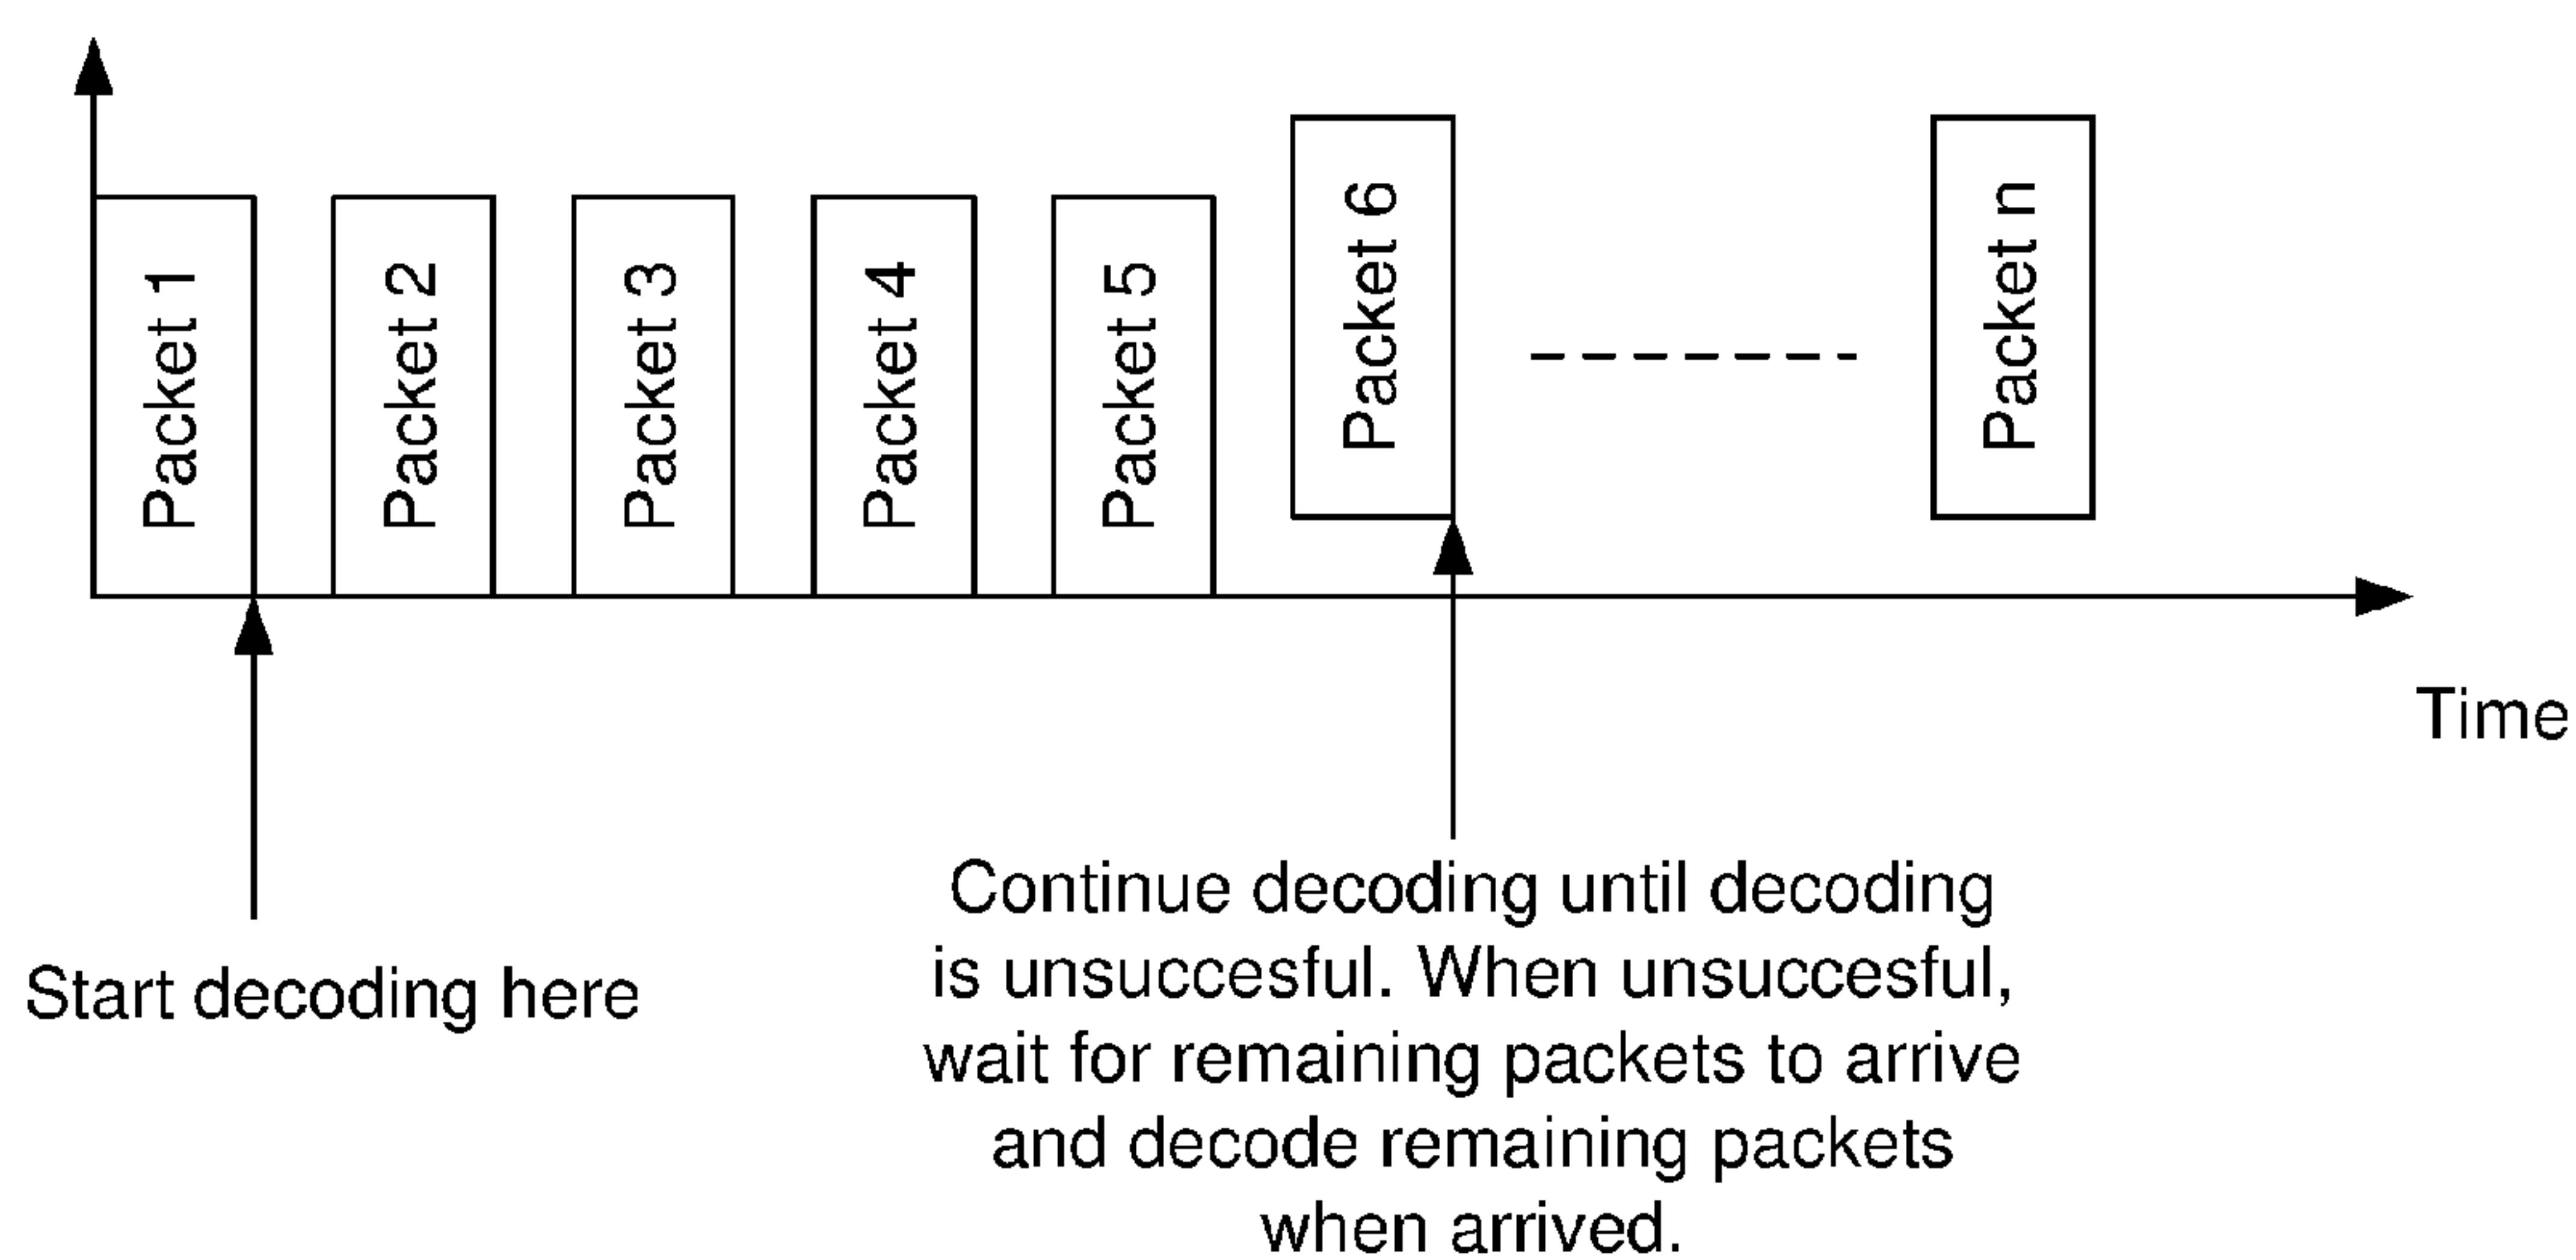 Packet 1
Packet 2
Packet 3
Packet 4
Packet 5
Packet 6
Packet n
Time
Start decoding here
Continue decoding until decoding
is unsuccesful. When unsuccesful,
wait for remaining packets to arrive
and decode remaining packets
when arrived.